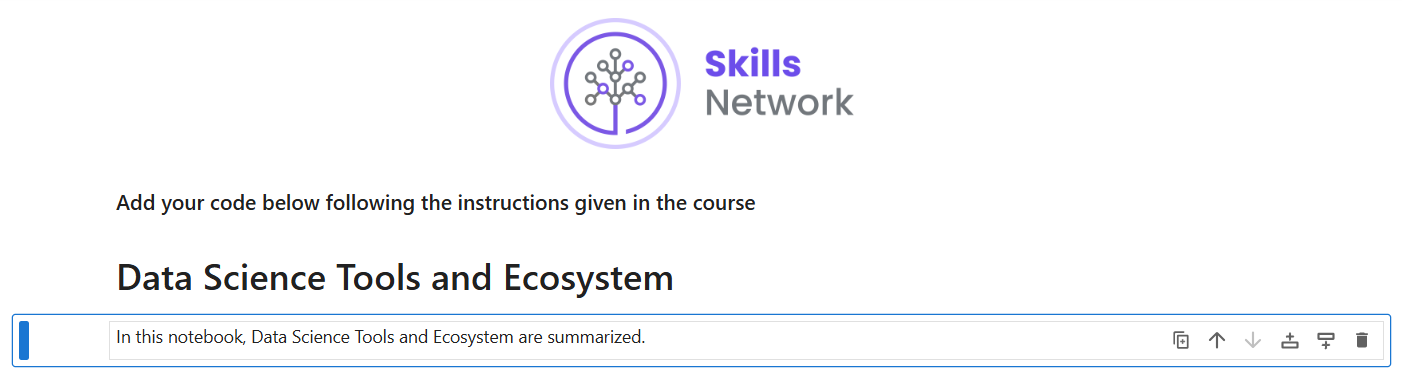 Skills
Network
Add your code below following the instructions given in the course
Data Science Tools and Ecosystem
In this notebook, Data Science Tools and Ecosystem are summarized.